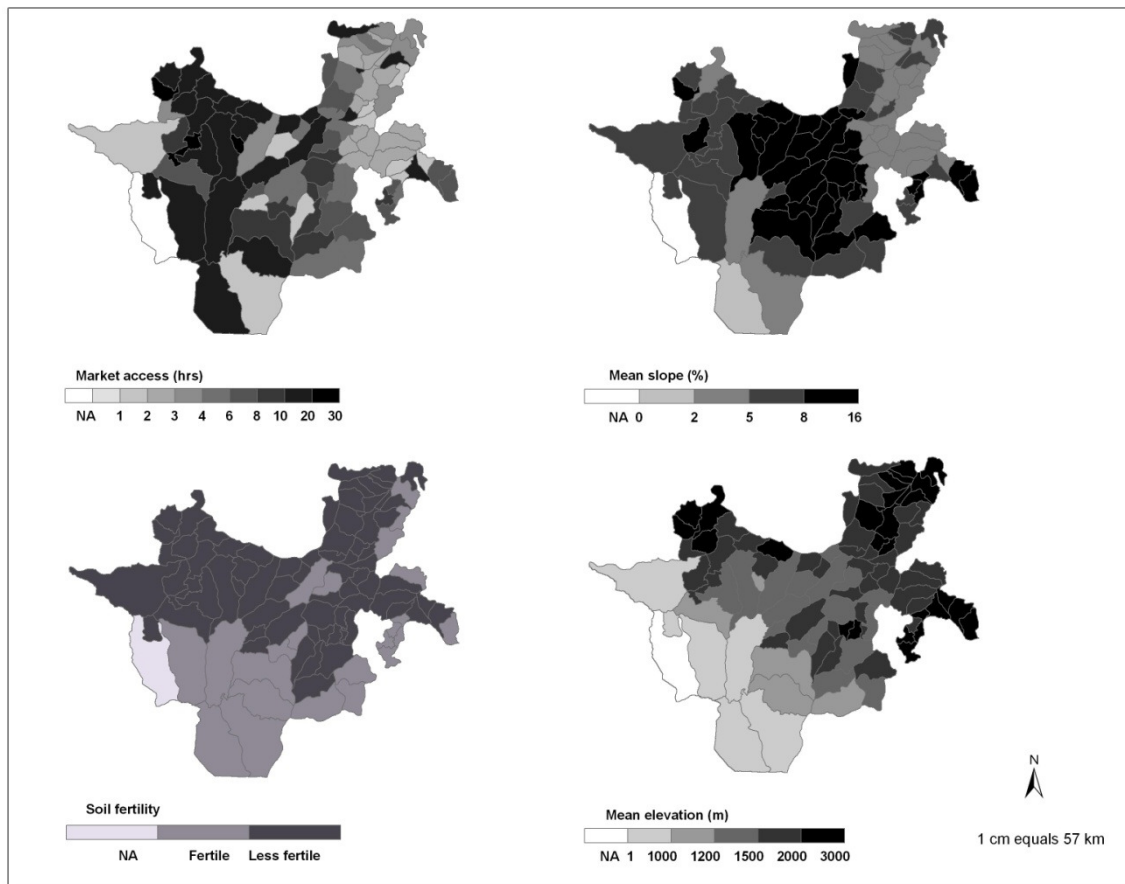 Market access (hrs)
NA 1 2 3 4 6 8 10 20 30
Mean slope (%)
NA 0 2 5 8 16
Soil fertility
NA Fertile Less fertile
Mean elevation (m)
NA 1 1000 1200 1500 2000 3000
N
1 cm equals 57 km